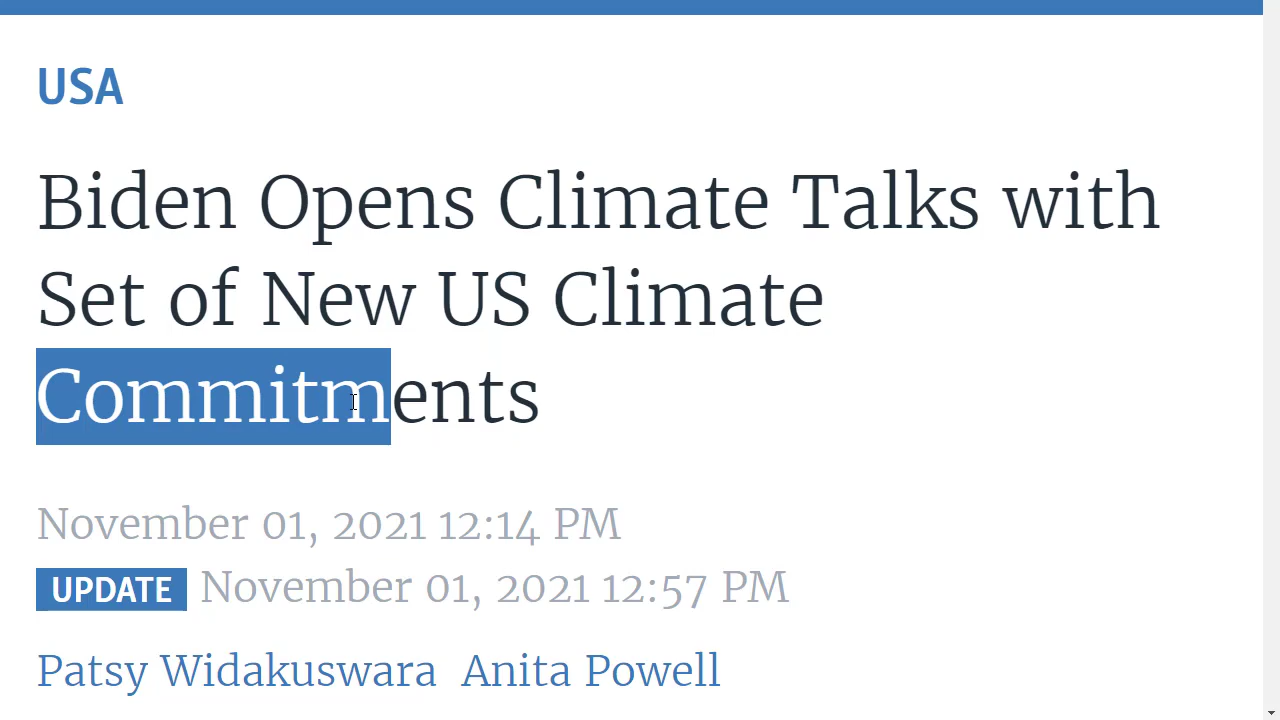 USA
Biden Opens Climate Talks with
Set of New US Climate
Commitments
November 01, 2021 12:14 PM
UPDATE November 01, 2021 12:57 PM
Patsy Widakuswara Anita Powell